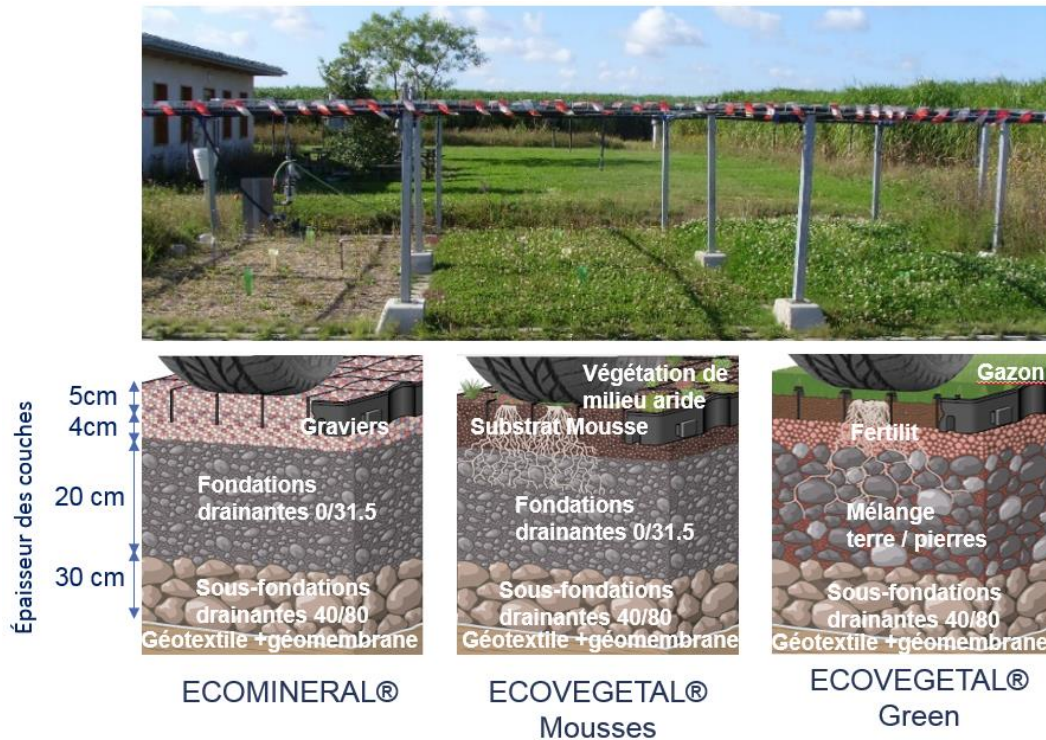 Épaisseur des couches
5cm
4cm
20 cm
30 cm
Graviers
Fondations
drainantes 0/31.5
Sous-fondations
drainantes 40/80
Géotextile +géomembrane
ECOMINERAL®
Végétation de
milieu aride
Substrat Mousse
Fondations
drainantes 0/31.5
Sous-fondations
drainantes 40/80
Géotextile +géomembrane
ECOVEGETAL®
Mousses
Gazon
Fertilit
Mélange
terre / pierres
Sous-fondations
drainantes 40/80
Géotextile +géomembrane
ECOVEGETAL®
Green